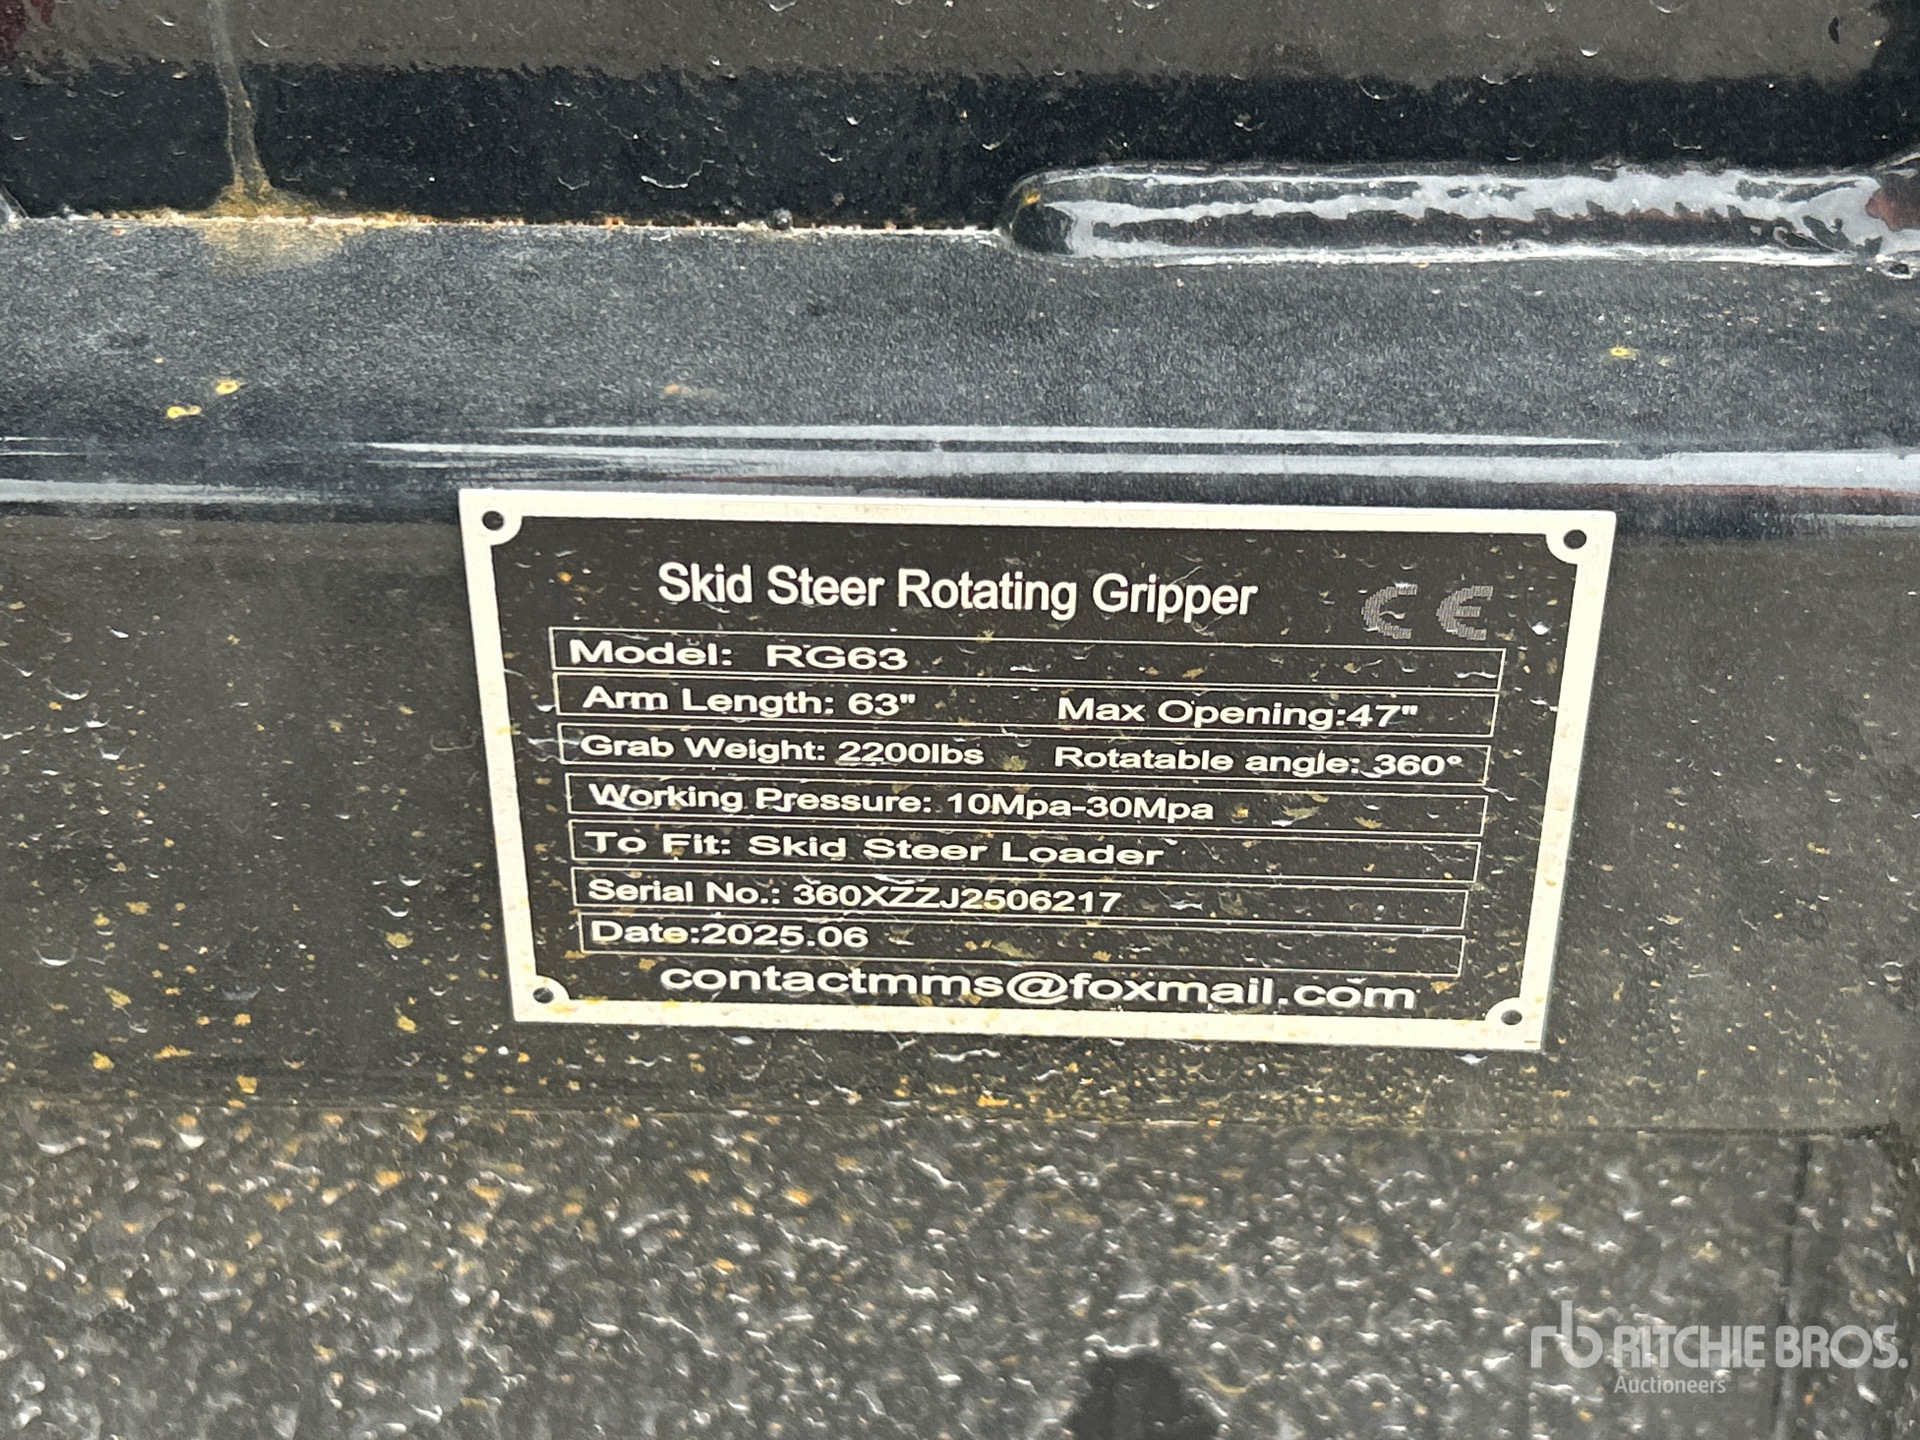 Skid Steer Rotating Gripper CE CE
Model: RG63
Arm Length: 63" Max Opening:47"
Grab Weight: 2200lbs Rotatable angle: 360°
Working Pressure: 10Mpa-30Mpa
To Fit: Skid Steer Loader
Serial No.: 360XZZJ2506217
Date:2025.06
contactmms@foxmail.com
rb RITCHIE BROS.
Auctioneers